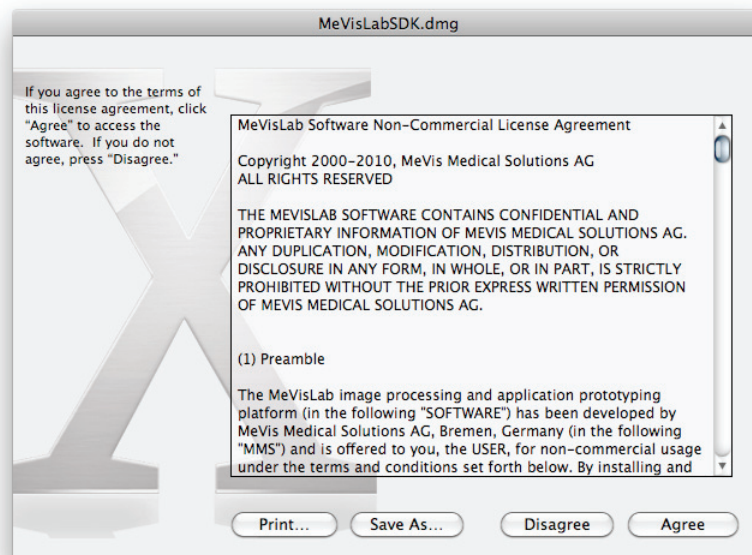 MeVisLabSDK.dmg
If you agree to the terms of
this license agreement, click
"Agree" to access the
software.  If you do not
agree, press "Disagree."
MeVisLab Software Non-Commercial License Agreement
Copyright 2000-2010, MeVis Medical Solutions AG
ALL RIGHTS RESERVED
THE MEVISLAB SOFTWARE CONTAINS CONFIDENTIAL AND
PROPRIETARY INFORMATION OF MEVIS MEDICAL SOLUTIONS AG.
ANY DUPLICATION, MODIFICATION, DISTRIBUTION, OR
DISCLOSURE IN ANY FORM, IN WHOLE, OR IN PART, IS STRICTLY
PROHIBITED WITHOUT THE PRIOR EXPRESS WRITTEN PERMISSION
OF MEVIS MEDICAL SOLUTIONS AG.
(1) Preamble
The MeVisLab image processing and application prototyping
platform (in the following "SOFTWARE") has been developed by
MeVis Medical Solutions AG, Bremen, Germany (in the following
"MMS") and is offered to you, the USER, for non-commercial usage
under the terms and conditions set forth below. By installing and
Print...
Save As...
Disagree
Agree